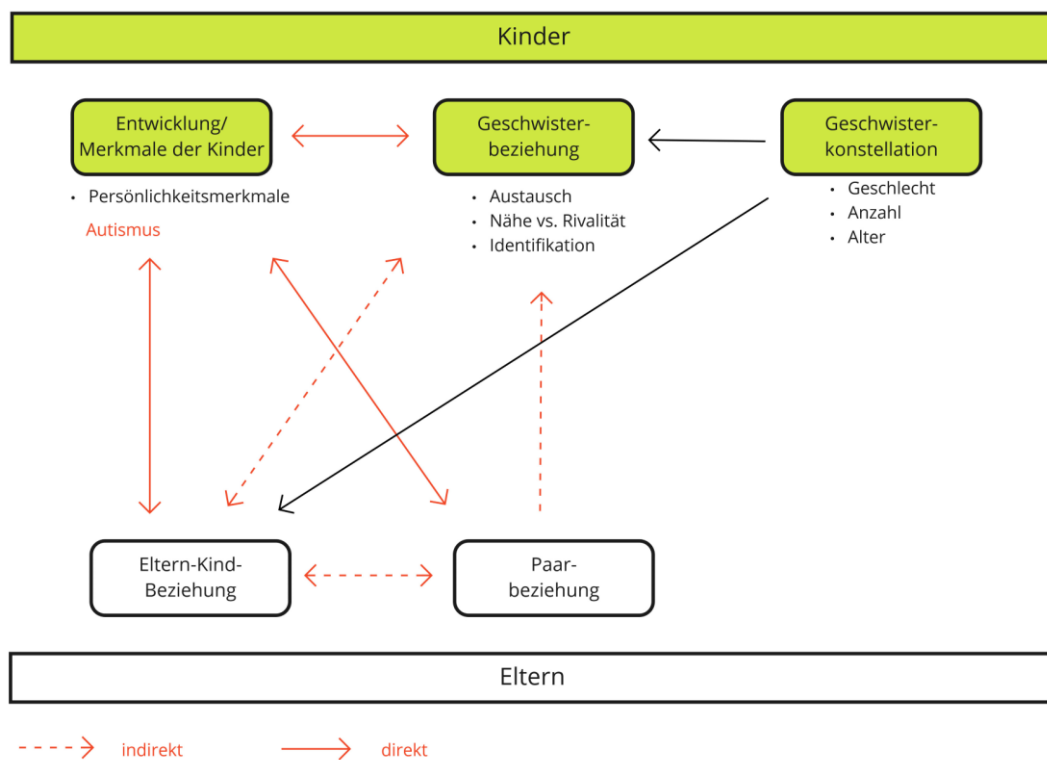 Kinder
Entwicklung/
Merkmale der Kinder
• Persönlichkeitsmerkmale
Autismus
Geschwister-
beziehung
• Austausch
• Nähe vs. Rivalität
• Identifikation
Geschwister-
konstellation
• Geschlecht
• Anzahl
• Alter
Eltern-Kind-
Beziehung
Paar-
beziehung
Eltern
indirekt
direkt